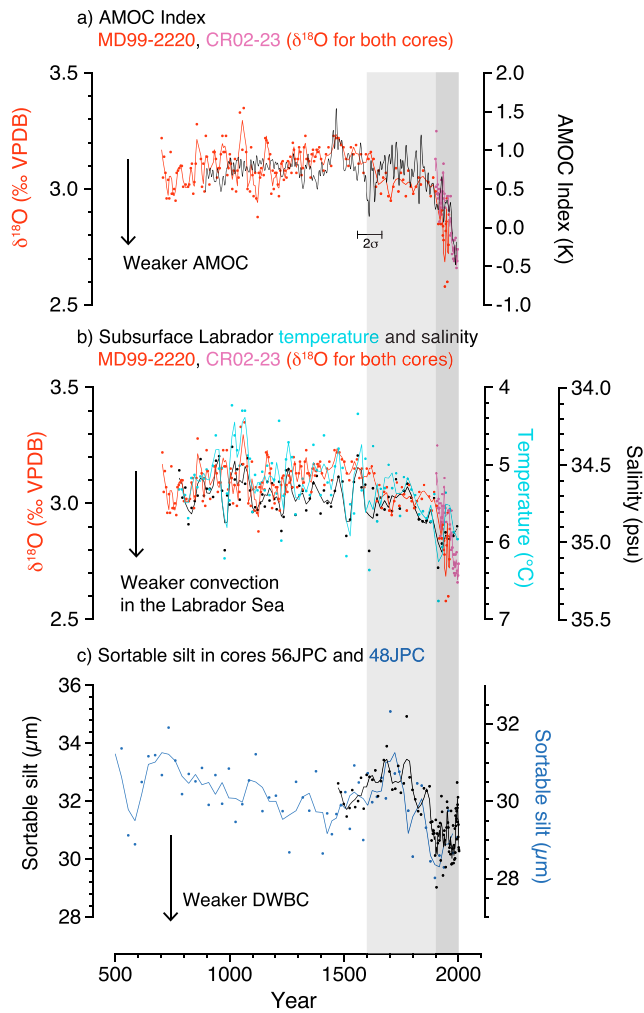 a) AMOC Index
MD99-2220, CR02-23 (δ¹⁸O for both cores)
3.5
3.0
2.5
δ¹⁸O (‰ VPDB)
Weaker AMOC
2σ
2.0
1.5
1.0
0.5
0.0
-0.5
-1.0
AMOC Index (K)
b) Subsurface Labrador temperature and salinity
MD99-2220, CR02-23 (δ¹⁸O for both cores)
3.5
3.0
2.5
δ¹⁸O (‰ VPDB)
Weaker convection
in the Labrador Sea
4
5
6
7
Temperature (°C)
34.0
34.5
35.0
35.5
Salinity (psu)
c) Sortable silt in cores 56JPC and 48JPC
36
34
33
32
30
28
Sortable silt (µm)
Weaker DWBC
32
30
28
Sortable silt (µm)
500
1000
1500
2000
Year